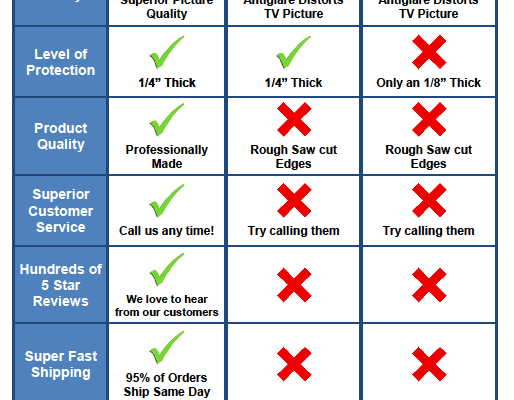 Superior Picture
Quality
Antiglare Distorts
TV Picture
Antiglare Distorts
TV Picture
Level of
Protection
1/4” Thick
1/4” Thick
Only an 1/8” Thick
Product
Quality
Professionally
Made
Rough Saw cut
Edges
Rough Saw cut
Edges
Superior
Customer
Service
Call us any time!
Try calling them
Try calling them
Hundreds of
5 Star
Reviews
We love to hear
from our customers
Super Fast
Shipping
95% of Orders
Ship Same Day